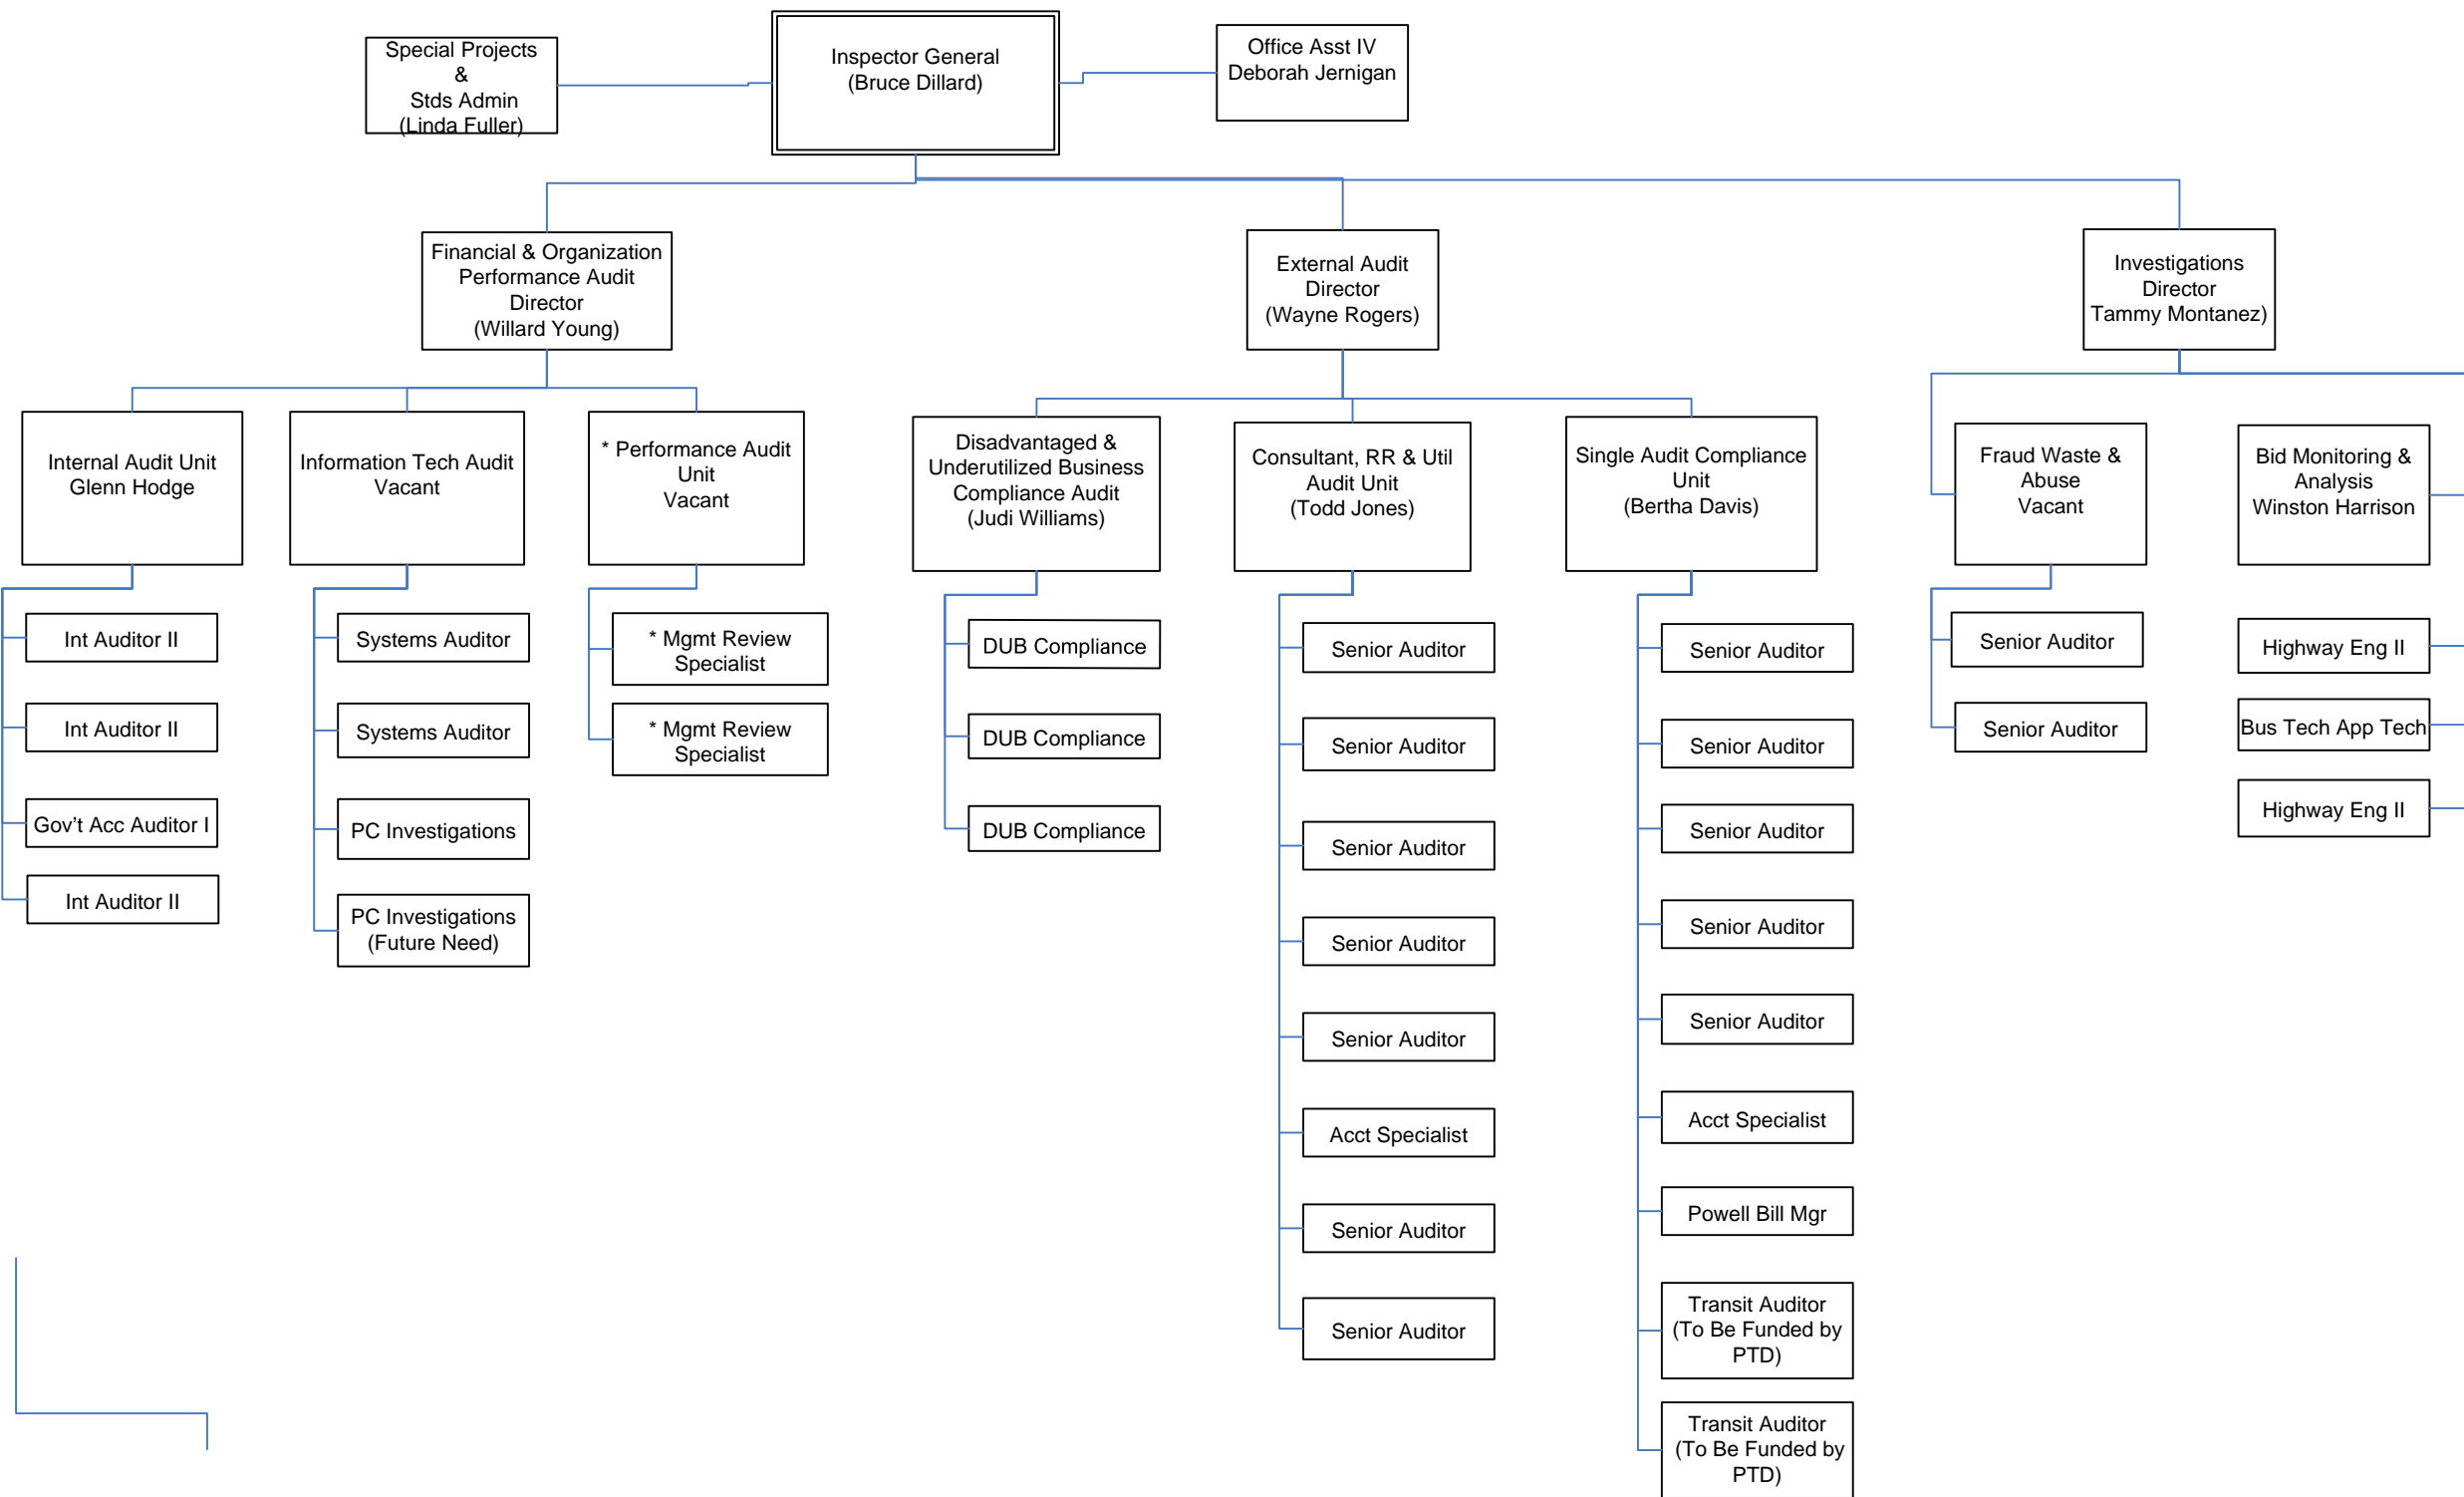 Special Projects
&
Stds Admin
(Linda Fuller)
Inspector General
(Bruce Dillard)
Office Asst IV
Deborah Jernigan
Financial & Organization
Performance Audit
Director
(Willard Young)
External Audit
Director
(Wayne Rogers)
Investigations
Director
Tammy Montanez)
Internal Audit Unit
Glenn Hodge
Information Tech Audit
Vacant
* Performance Audit
Unit
Vacant
Disadvantaged &
Underutilized Business
Compliance Audit
(Judi Williams)
Consultant, RR & Util
Audit Unit
(Todd Jones)
Single Audit Compliance
Unit
(Bertha Davis)
Fraud Waste &
Abuse
Vacant
Bid Monitoring &
Analysis
Winston Harrison
Int Auditor II
Int Auditor II
Gov't Acc Auditor I
Int Auditor II
Systems Auditor
Systems Auditor
PC Investigations
PC Investigations
(Future Need)
* Mgmt Review
Specialist
* Mgmt Review
Specialist
DUB Compliance
DUB Compliance
DUB Compliance
Senior Auditor
Senior Auditor
Senior Auditor
Senior Auditor
Senior Auditor
Acct Specialist
Senior Auditor
Senior Auditor
Senior Auditor
Senior Auditor
Senior Auditor
Senior Auditor
Senior Auditor
Acct Specialist
Powell Bill Mgr
Transit Auditor
(To Be Funded by
PTD)
Transit Auditor
(To Be Funded by
PTD)
Senior Auditor
Senior Auditor
Highway Eng II
Bus Tech App Tech
Highway Eng II